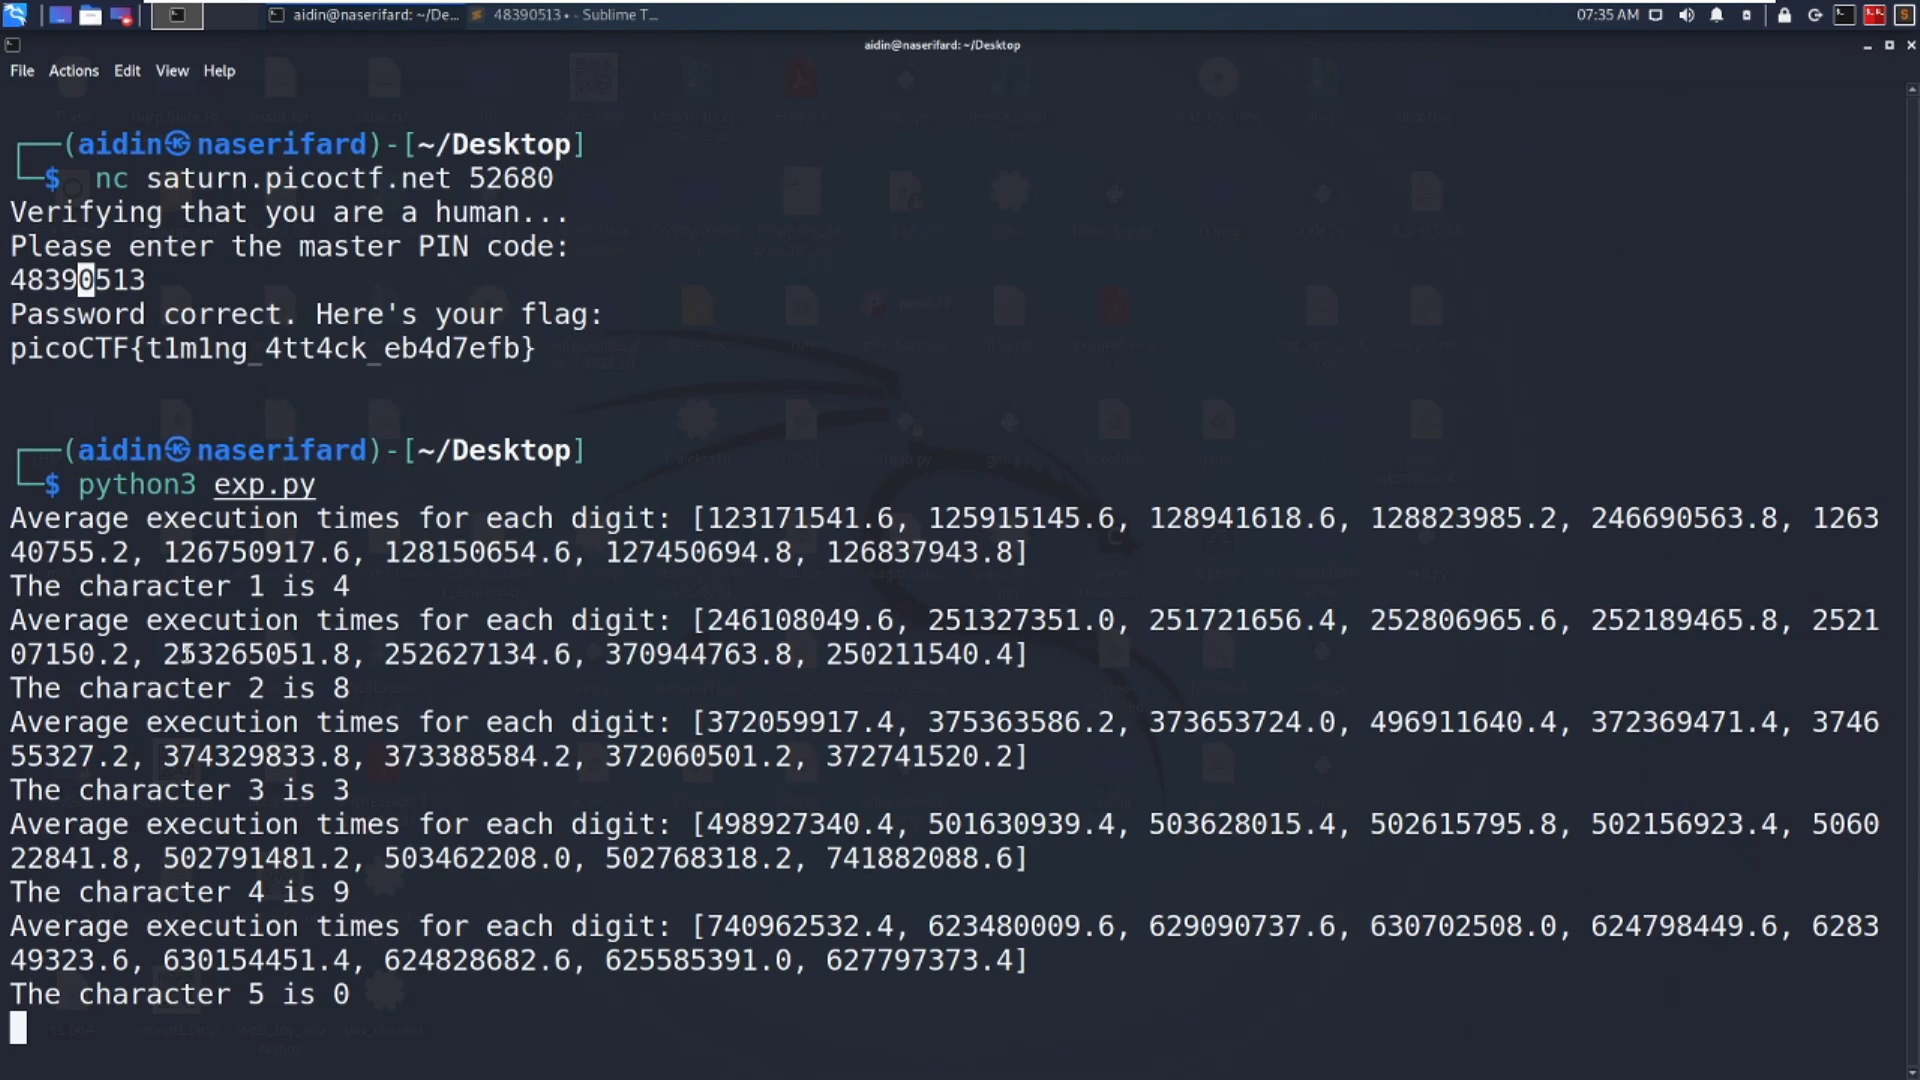 aidin@naserifard: ~/De...
48390513 • - Sublime T...
07:35 AM
aidin@naserifard: ~/Desktop
File Actions Edit View Help
(aidin㉿naserifard)-[~/Desktop]
$ nc saturn.picoctf.net 52680
Verifying that you are a human...
Please enter the master PIN code:
48390513
Password correct. Here's your flag:
picoCTF{t1m1ng_4tt4ck_eb4d7efb}
(aidin㉿naserifard)-[~/Desktop]
$ python3 exp.py
Average execution times for each digit: [123171541.6, 125915145.6, 128941618.6, 128823985.2, 246690563.8, 1263
40755.2, 126750917.6, 128150654.6, 127450694.8, 126837943.8]
The character 1 is 4
Average execution times for each digit: [246108049.6, 251327351.0, 251721656.4, 252806965.6, 252189465.8, 2521
07150.2, 253265051.8, 252627134.6, 370944763.8, 250211540.4]
The character 2 is 8
Average execution times for each digit: [372059917.4, 375363586.2, 373653724.0, 496911640.4, 372369471.4, 3746
55327.2, 374329833.8, 373388584.2, 372060501.2, 372741520.2]
The character 3 is 3
Average execution times for each digit: [498927340.4, 501630939.4, 503628015.4, 502615795.8, 502156923.4, 5060
22841.8, 502791481.2, 503462208.0, 502768318.2, 741882088.6]
The character 4 is 9
Average execution times for each digit: [740962532.4, 623480009.6, 629090737.6, 630702508.0, 624798449.6, 6283
49323.6, 630154451.4, 624828682.6, 625585391.0, 627797373.4]
The character 5 is 0